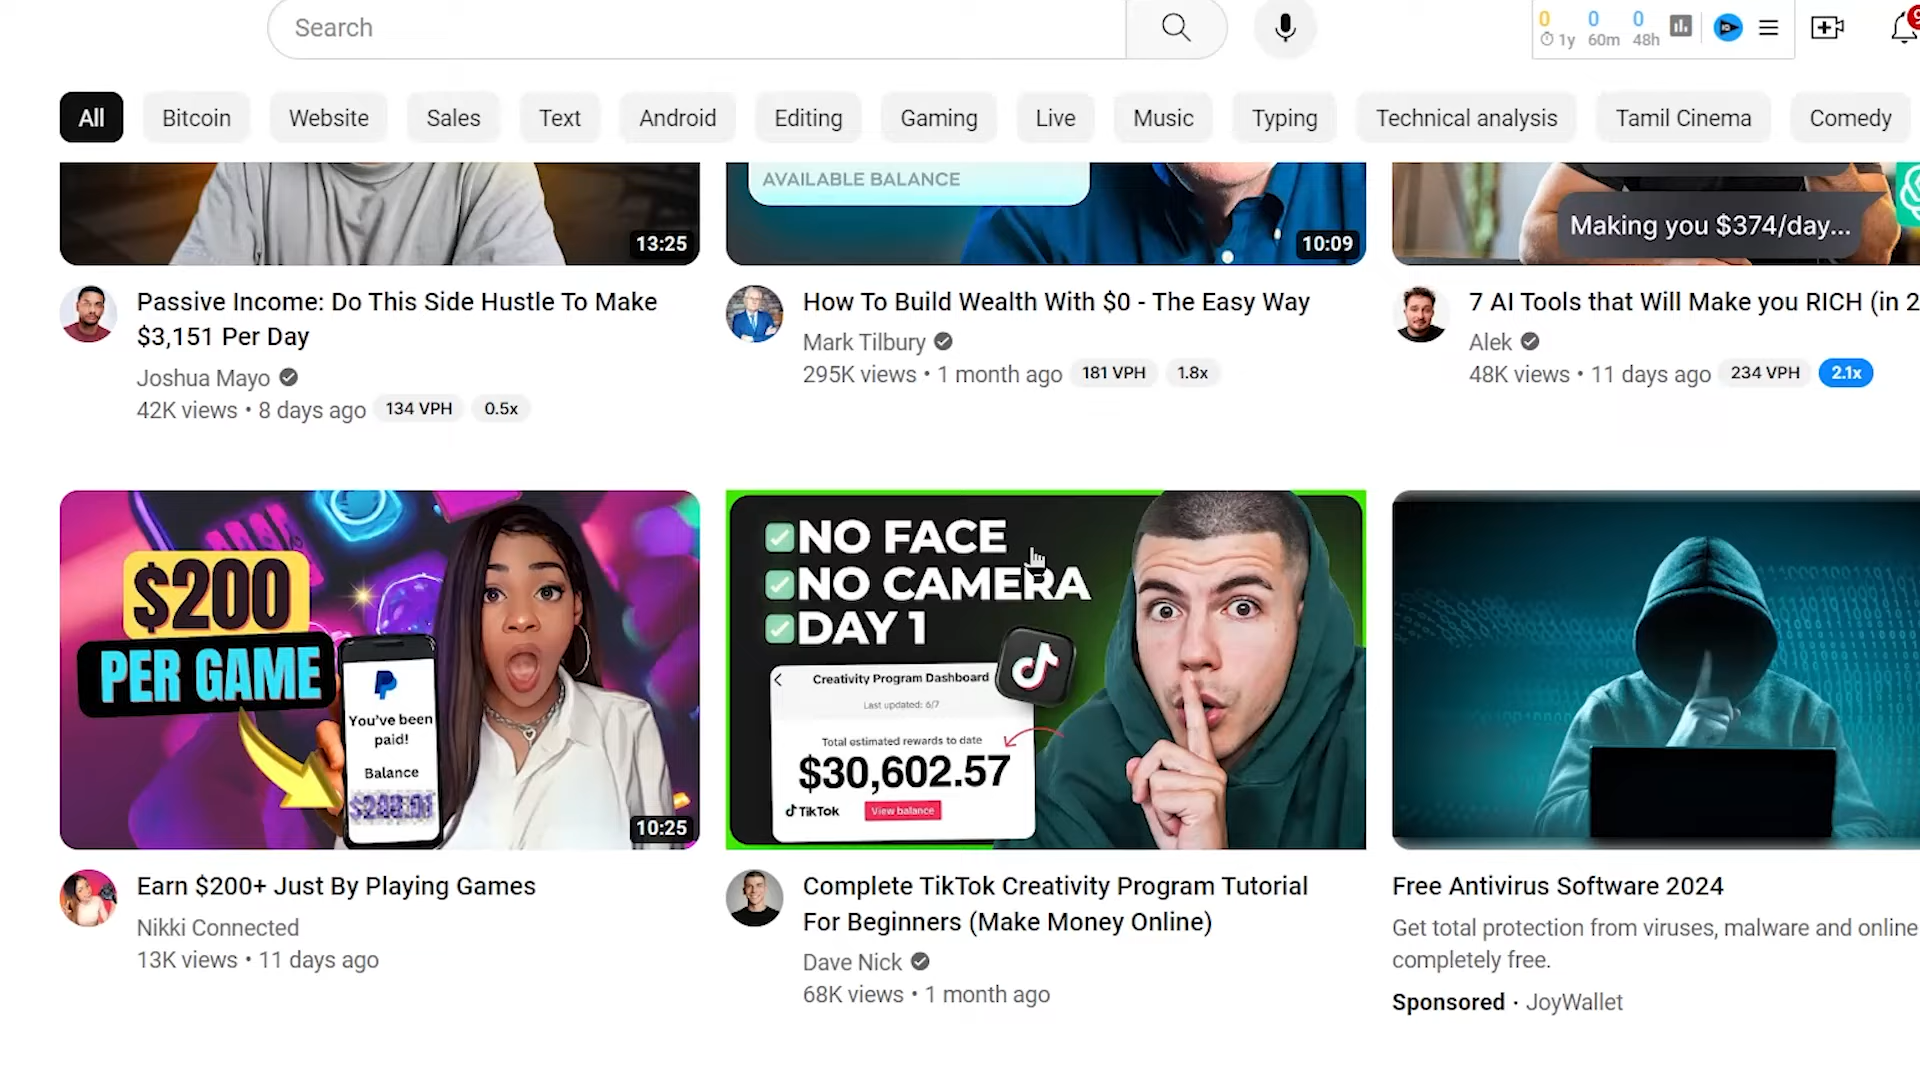 Search
0 0 0
1y 60m 48h
All Bitcoin Website Sales Text Android Editing Gaming Live Music Typing Technical analysis Tamil Cinema Comedy
13:25
AVAILABLE BALANCE
10:09
Making you $374/day...
Passive Income: Do This Side Hustle To Make
$3,151 Per Day
Joshua Mayo
42K views • 8 days ago 134 VPH 0.5x
How To Build Wealth With $0 - The Easy Way
Mark Tilbury
295K views • 1 month ago 181 VPH 1.8x
7 AI Tools that Will Make you RICH (in 2
Alek
48K views • 11 days ago 234 VPH 2.1x
$200
PER GAME
You've been
paid!
Balance
10:25
NO FACE
NO CAMERA
DAY 1
Creativity Program Dashboard
Last updated: 6/7
Total estimated rewards to date
$30,602.57
TikTok View balance
Earn $200+ Just By Playing Games
Nikki Connected
13K views • 11 days ago
Complete TikTok Creativity Program Tutorial
For Beginners (Make Money Online)
Dave Nick
68K views • 1 month ago
Free Antivirus Software 2024
Get total protection from viruses, malware and online
completely free.
Sponsored · JoyWallet